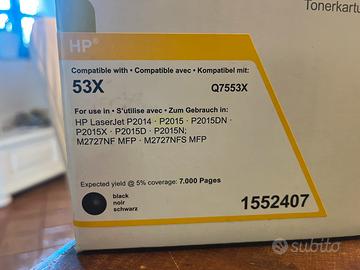 Tonerkartu
HP®
Compatible with • Compatible avec • Kompatibel mit:
53X Q7553X
For use in • S'utilise avec • Zum Gebrauch in:
HP LaserJet P2014 · P2015 · P2015DN ·
P2015X · P2015D · P2015N;
M2727NF MFP · M2727NFS MFP
Expected yield @ 5% coverage: 7.000 Pages
black
noir
schwarz
1552407
subito